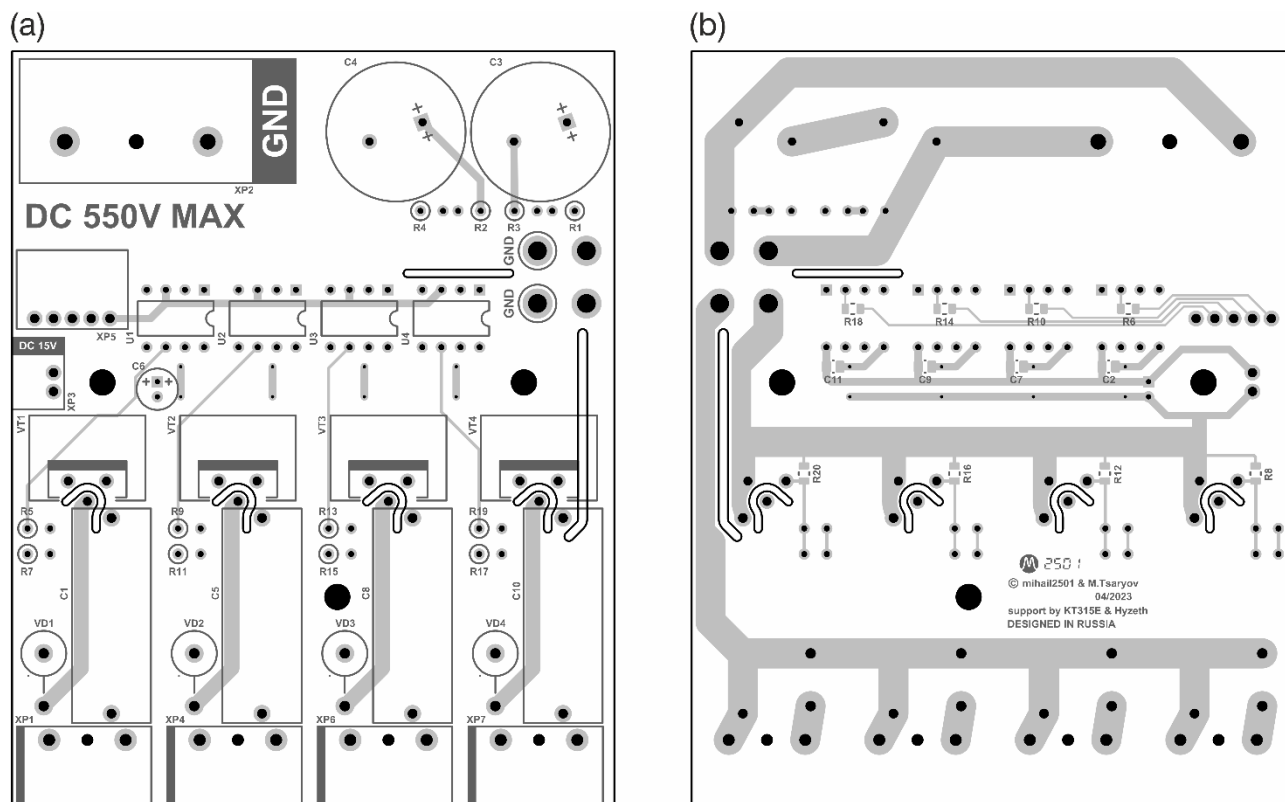 (a)
(b)
C4
C3
GND
XP2
DC 550V MAX
R4
R2
R3
R1
GND
GND
XP5
U1
U2
U3
U4
DC 15V
XP3
C6
VT1
VT2
VT3
VT4
R5
R9
R13
R19
R7
R11
R15
R17
C1
C5
C8
C10
VD1
VD2
VD3
VD4
XP1
XP4
XP6
XP7
R18
R14
R10
R6
C11
C9
C7
C2
R20
R16
R12
R8
M 2501
© mihail2501 & M.Tsaryov
04/2023
support by KT315E & Hyzeth
DESIGNED IN RUSSIA